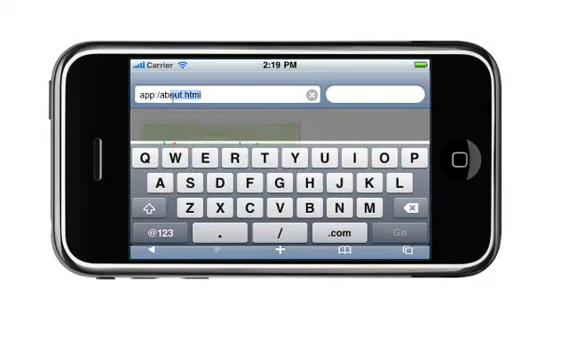 Carrier 2:19 PM
app:/about.html
Q W E R T Y U I O P
A S D F G H J K L
Z X C V B N M
@123 . / .com Go